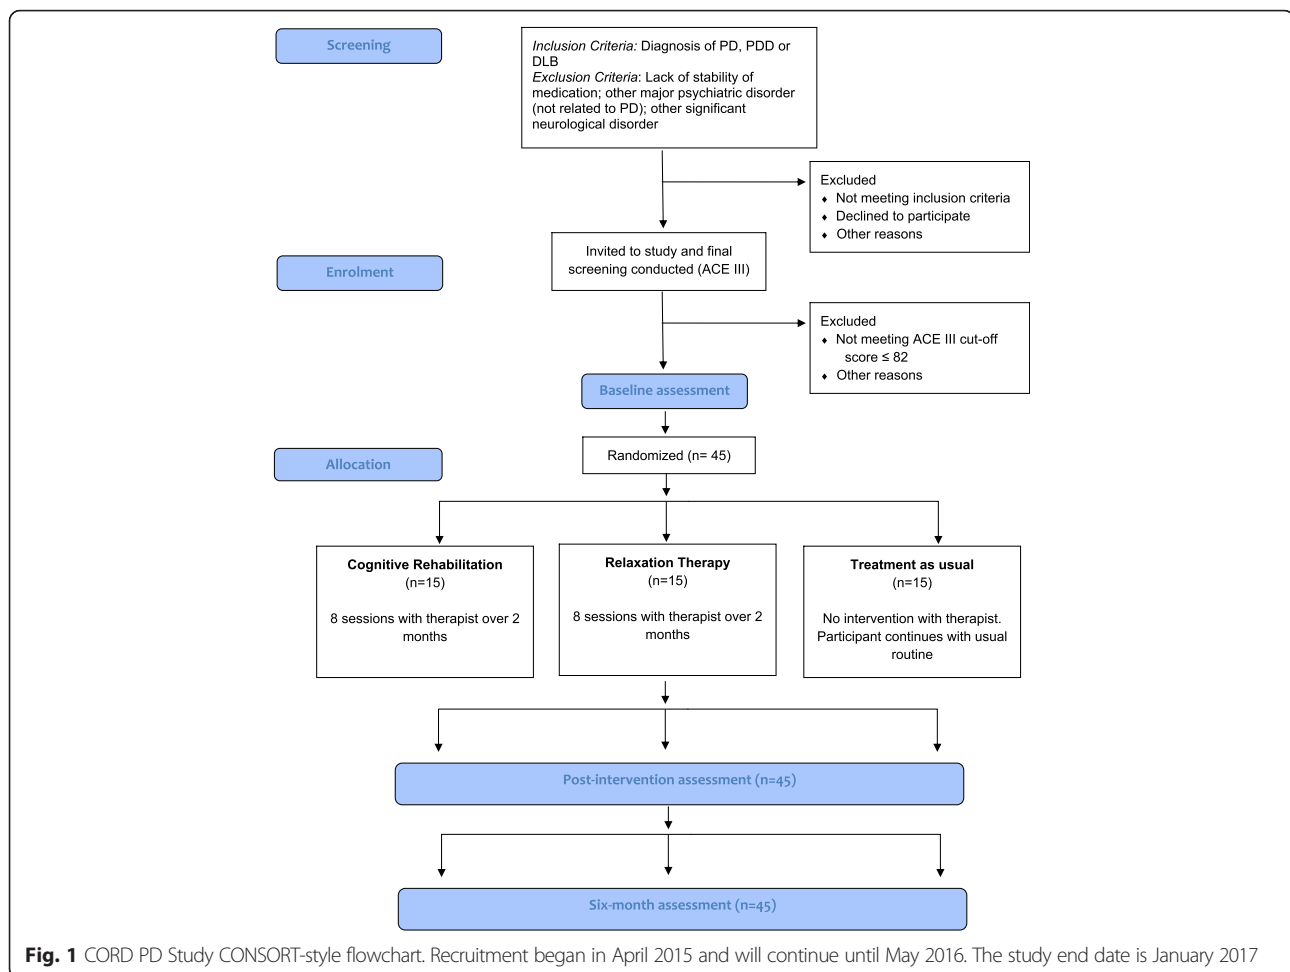 Screening
Inclusion Criteria: Diagnosis of PD, PDD or
DLB
Exclusion Criteria: Lack of stability of
medication; other major psychiatric disorder
(not related to PD); other significant
neurological disorder
Excluded
♦ Not meeting inclusion criteria
♦ Declined to participate
♦ Other reasons
Invited to study and final
screening conducted (ACE III)
Enrolment
Excluded
♦ Not meeting ACE III cut-off
score ≤ 82
♦ Other reasons
Baseline assessment
Randomized (n= 45)
Allocation
Cognitive Rehabilitation
(n=15)
8 sessions with therapist over 2
months
Relaxation Therapy
(n=15)
8 sessions with therapist over 2
months
Treatment as usual
(n=15)
No intervention with therapist.
Participant continues with usual
routine
Post-intervention assessment (n=45)
Six-month assessment (n=45)
Fig. 1 CORD PD Study CONSORT-style flowchart. Recruitment began in April 2015 and will continue until May 2016. The study end date is January 2017